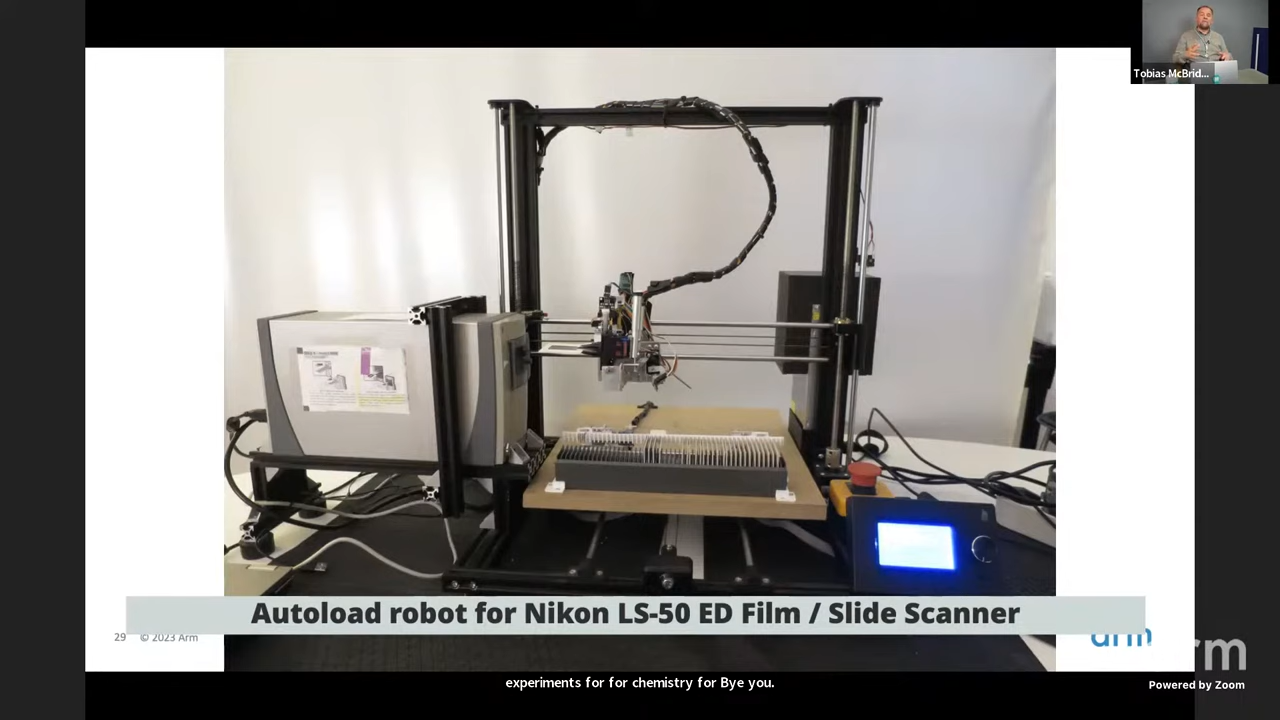 Tobias McBrid...
Autoload robot for Nikon LS-50 ED Film / Slide Scanner
29 © 2023 Arm
arm
rm
experiments for for chemistry for Bye you.
Powered by Zoom